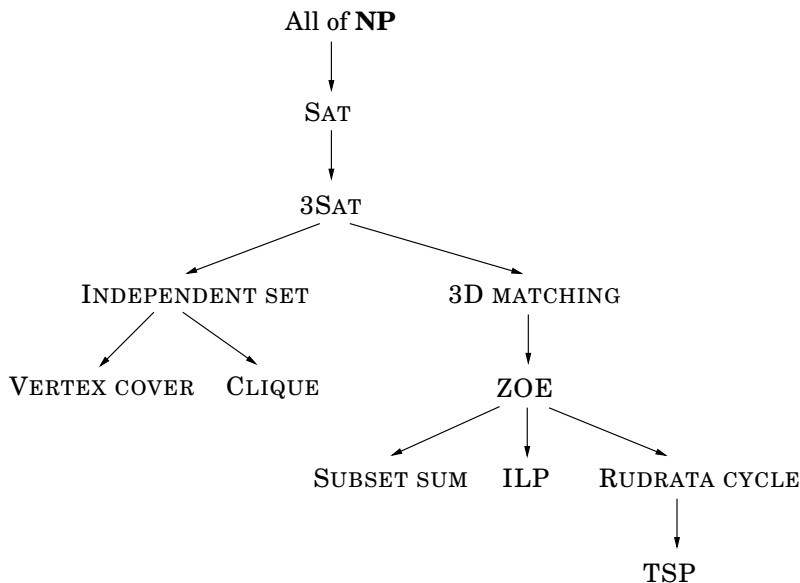 All of NP
SAT
3SAT
INDEPENDENT SET
3D MATCHING
VERTEX COVER
CLIQUE
ZOE
SUBSET SUM
ILP
RUDRATA CYCLE
TSP